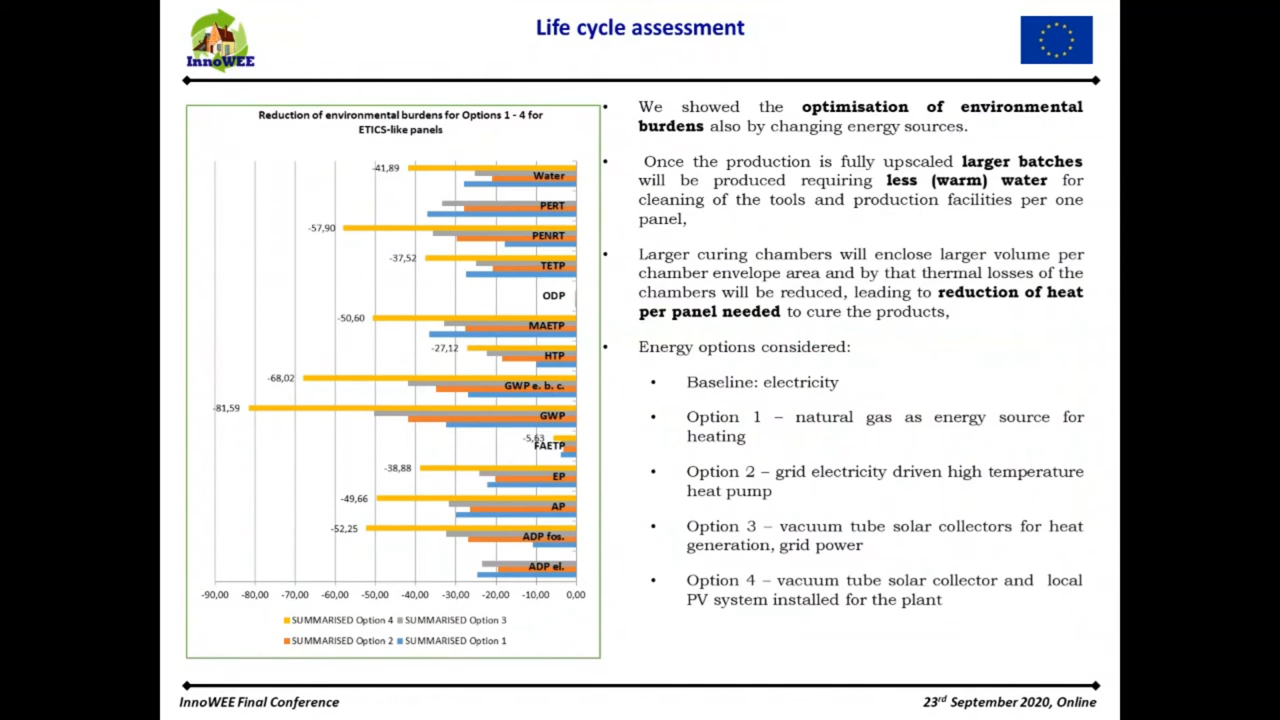 Life cycle assessment
InnoWEE
Reduction of environmental burdens for Options 1 - 4 for
ETICS-like panels
-41,89
Water
PERT
-57,90
PENRT
-37,52
TETP
ODP
-50,60
MAETP
-27,12
HTP
-68,02
GWP e. b. c.
-81,59
GWP
-5,63
FAETP
-38,88
EP
-49,66
AP
-52,25
ADP fos.
ADP el.
-90,00 -80,00 -70,00 -60,00 -50,00 -40,00 -30,00 -20,00 -10,00 0,00
SUMMARISED Option 4 SUMMARISED Option 3
SUMMARISED Option 2 SUMMARISED Option 1
• We showed the optimisation of environmental
burdens also by changing energy sources.
• Once the production is fully upscaled larger batches
will be produced requiring less (warm) water for
cleaning of the tools and production facilities per one
panel,
• Larger curing chambers will enclose larger volume per
chamber envelope area and by that thermal losses of the
chambers will be reduced, leading to reduction of heat
per panel needed to cure the products,
• Energy options considered:
• Baseline: electricity
• Option 1 – natural gas as energy source for
heating
• Option 2 – grid electricity driven high temperature
heat pump
• Option 3 – vacuum tube solar collectors for heat
generation, grid power
• Option 4 – vacuum tube solar collector and local
PV system installed for the plant
InnoWEE Final Conference
23rd September 2020, Online